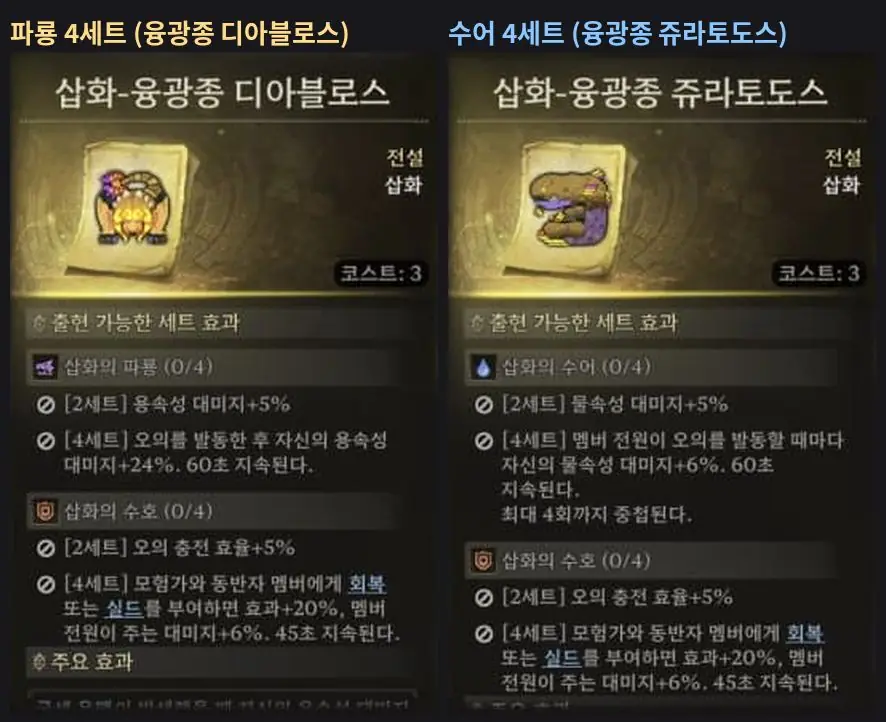 파룡 4세트 (융광종 디아블로스)
삽화-융광종 디아블로스
전설
삽화
코스트: 3
출현 가능한 세트 효과
삽화의 파룡 (0/4)
[2세트] 용속성 대미지+5%
[4세트] 오의를 발동한 후 자신의 용속성
대미지+24%. 60초 지속된다.
삽화의 수호 (0/4)
[2세트] 오의 충전 효율+5%
[4세트] 모험가와 동반자 멤버에게 회복
또는 실드를 부여하면 효과+20%, 멤버
전원이 주는 대미지+6%. 45초 지속된다.
주요 효과
수어 4세트 (융광종 쥬라토도스)
삽화-융광종 쥬라토도스
전설
삽화
코스트: 3
출현 가능한 세트 효과
삽화의 수어 (0/4)
[2세트] 물속성 대미지+5%
[4세트] 멤버 전원이 오의를 발동할 때마다
자신의 물속성 대미지+6%. 60초
지속된다.
최대 4회까지 중첩된다.
삽화의 수호 (0/4)
[2세트] 오의 충전 효율+5%
[4세트] 모험가와 동반자 멤버에게 회복
또는 실드를 부여하면 효과+20%, 멤버
전원이 주는 대미지+6%. 45초 지속된다.